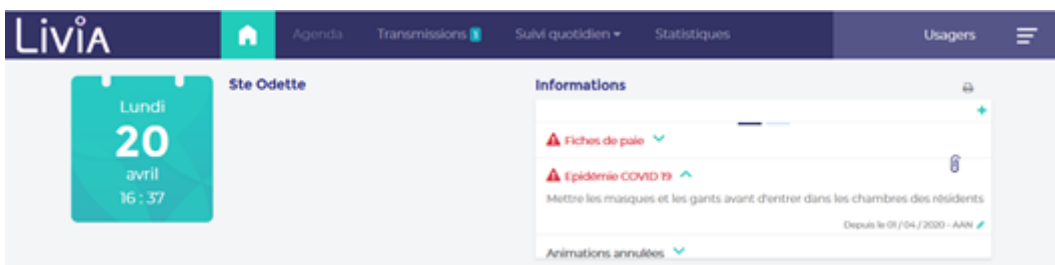 LiviA
Agenda Transmissions Suivi quotidien Statistiques Usagers
Lundi
20
avril
16 : 37
Ste Odette
Informations
Fiches de paie
Epidémie COVID 19
Mettre les masques et les gants avant d'entrer dans les chambres des résidents
Depuis le 01/04/2020 - AAN
Animations annulées